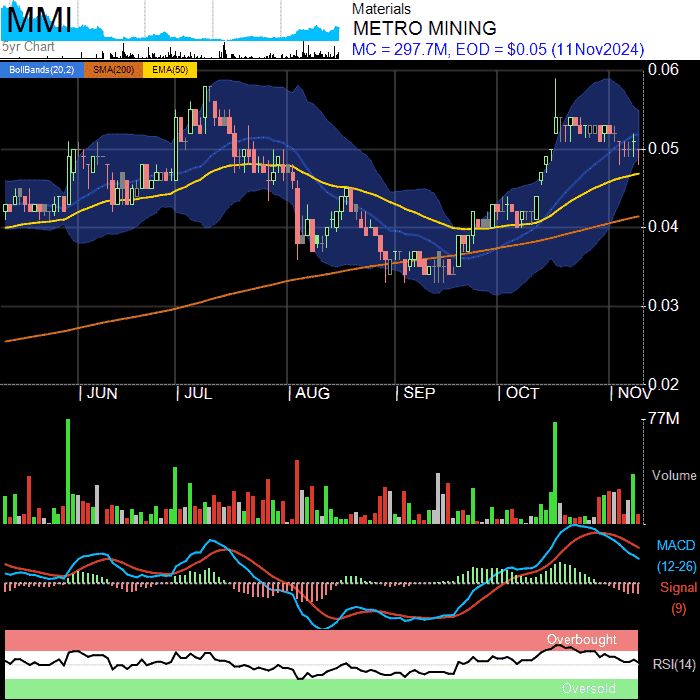 MMI
5yr Chart
Materials
METRO MINING
MC = 297.7M, EOD = $0.05 (11Nov2024)
BollBands(20,2) SMA(200) EMA(50)
0.06
0.05
0.04
0.03
0.02
JUN JUL AUG SEP OCT NOV
77M
Volume
MACD
(12-26)
Signal
(9)
Overbought
RSI(14)
Oversold